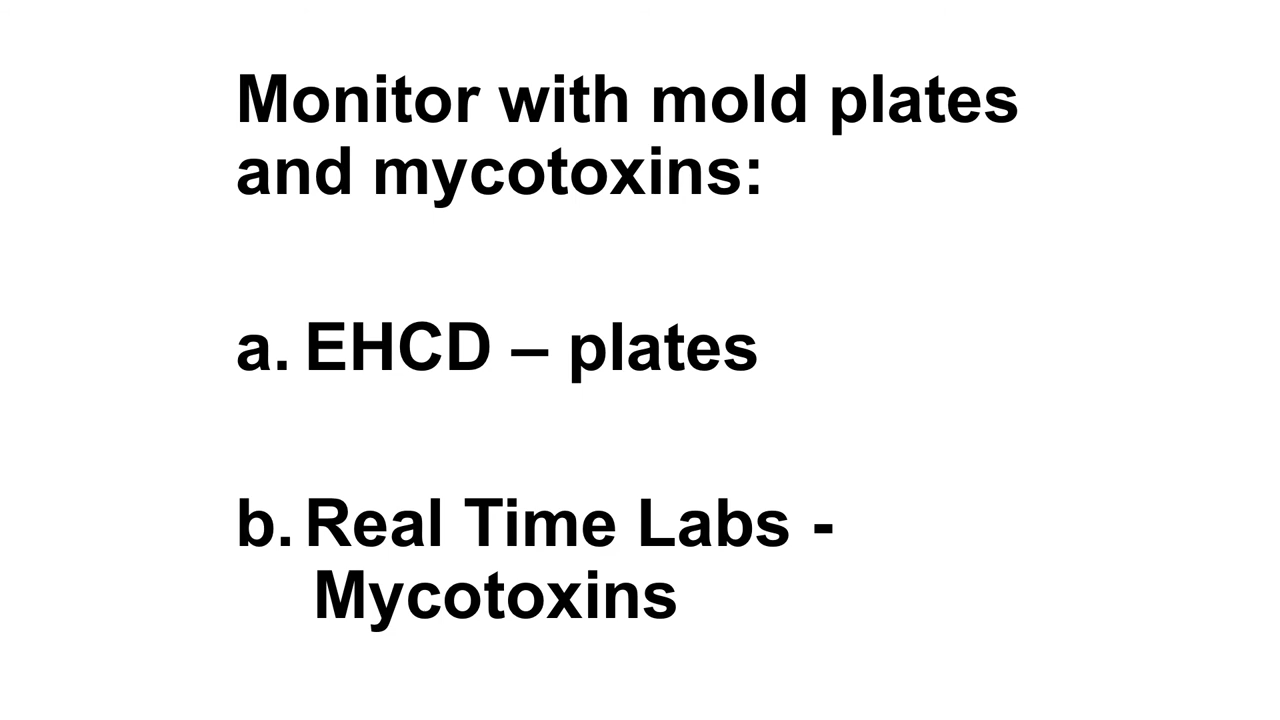 Monitor with mold plates
and mycotoxins:
a. EHCD – plates
b. Real Time Labs -
Mycotoxins